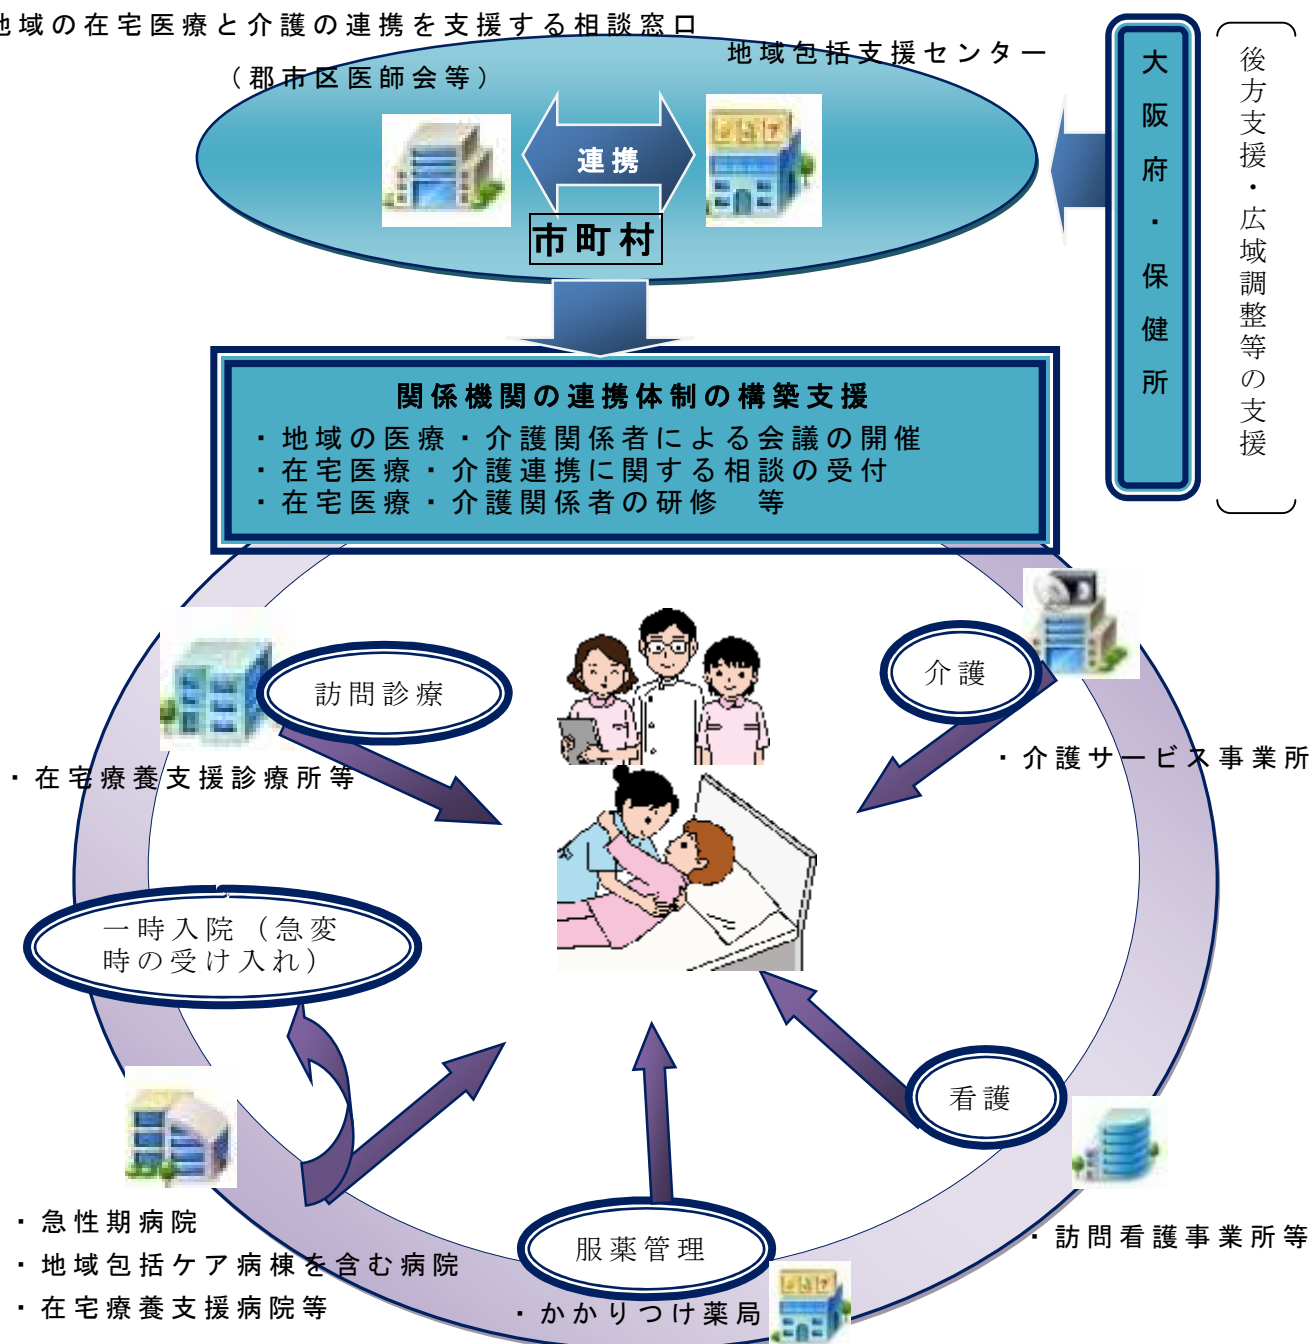 地域の在宅医療と介護の連携を支援する相談窓口
（郡市区医師会等）
地域包括支援センター
連携
市町村
大阪府・保健所
後方支援・広域調整等の支援
関係機関の連携体制の構築支援
・地域の医療・介護関係者による会議の開催
・在宅医療・介護連携に関する相談の受付
・在宅医療・介護関係者の研修　等
訪問診療
・在宅療養支援診療所等
介護
・介護サービス事業所
一時入院（急変
時の受け入れ）
・急性期病院
・地域包括ケア病棟を含む病院
・在宅療養支援病院等
看護
・訪問看護事業所等
服薬管理
・かかりつけ薬局